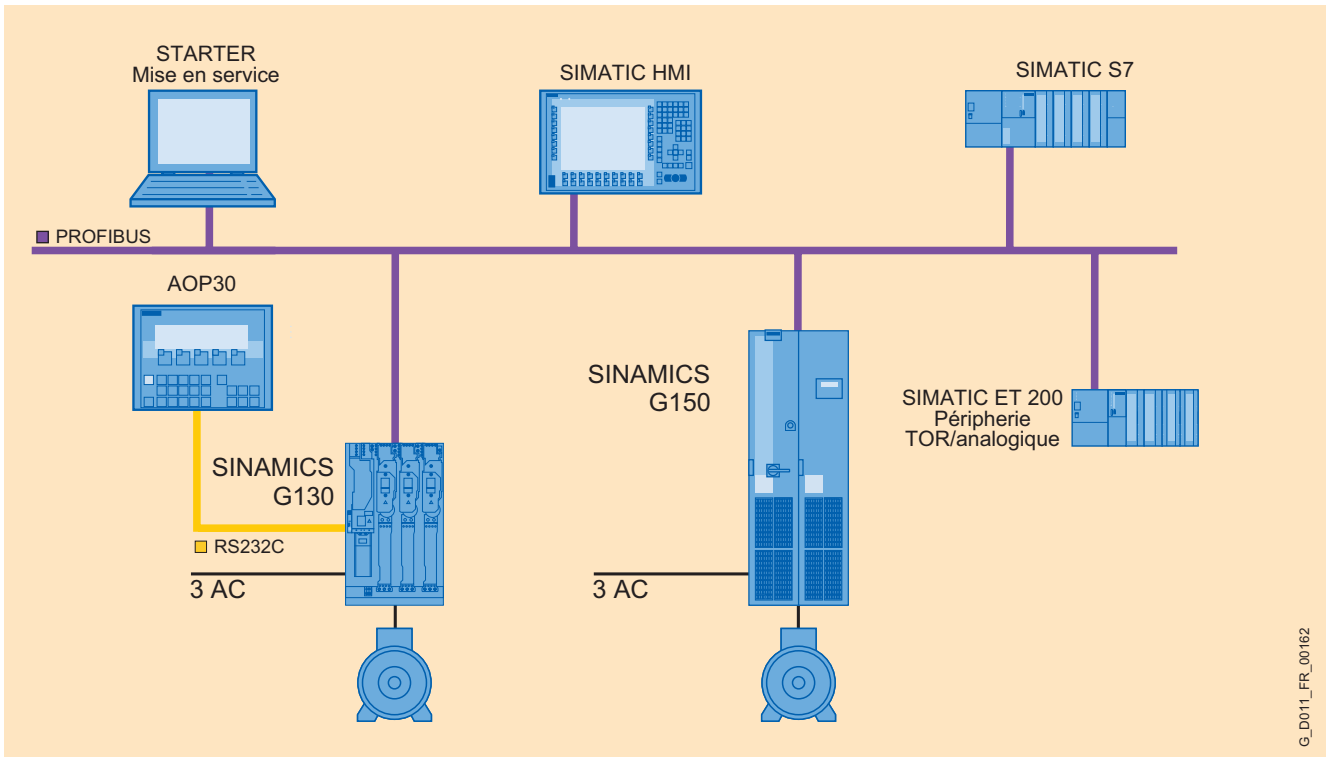 STARTER
Mise en service
SIMATIC HMI
SIMATIC S7
PROFIBUS
AOP30
SINAMICS
G150
SIMATIC ET 200
Péripherie
TOR/analogique
SINAMICS
G130
RS232C
3 AC
3 AC
G_D011_FR_00162